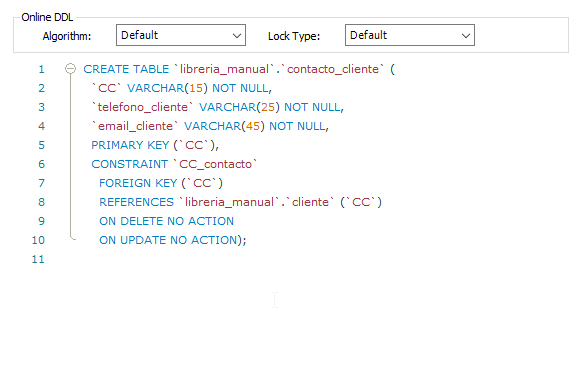 Online DDL
Algorithm: Default Lock Type: Default
1 CREATE TABLE `libreria_manual`.`contacto_cliente` (
2 `CC` VARCHAR(15) NOT NULL,
3 `telefono_cliente` VARCHAR(25) NOT NULL,
4 `email_cliente` VARCHAR(45) NOT NULL,
5 PRIMARY KEY (`CC`),
6 CONSTRAINT `CC_contacto`
7 FOREIGN KEY (`CC`)
8 REFERENCES `libreria_manual`.`cliente` (`CC`)
9 ON DELETE NO ACTION
10 ON UPDATE NO ACTION);
11